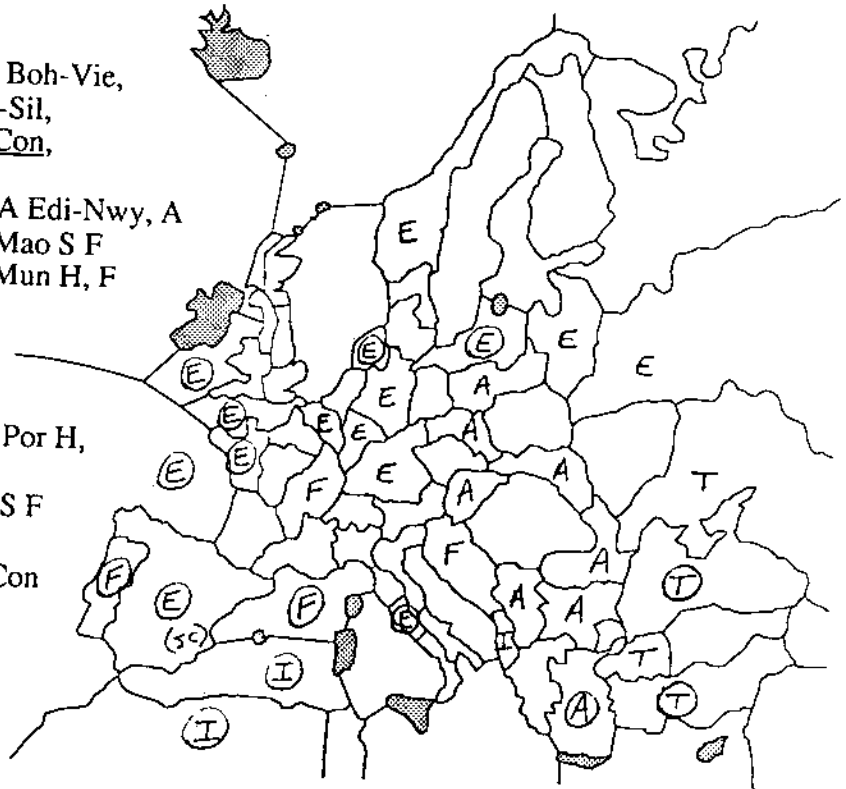 Boh-Vie,
-Sil,
Con,
A Edi-Nwy, A
Mao S F
Mun H, F
Por H,
S F
Con
E
E E E
E
E
E A
E E E A
E E E A
F A T
F A
F T
E F A A
E
(SC) I T
I
A T
I